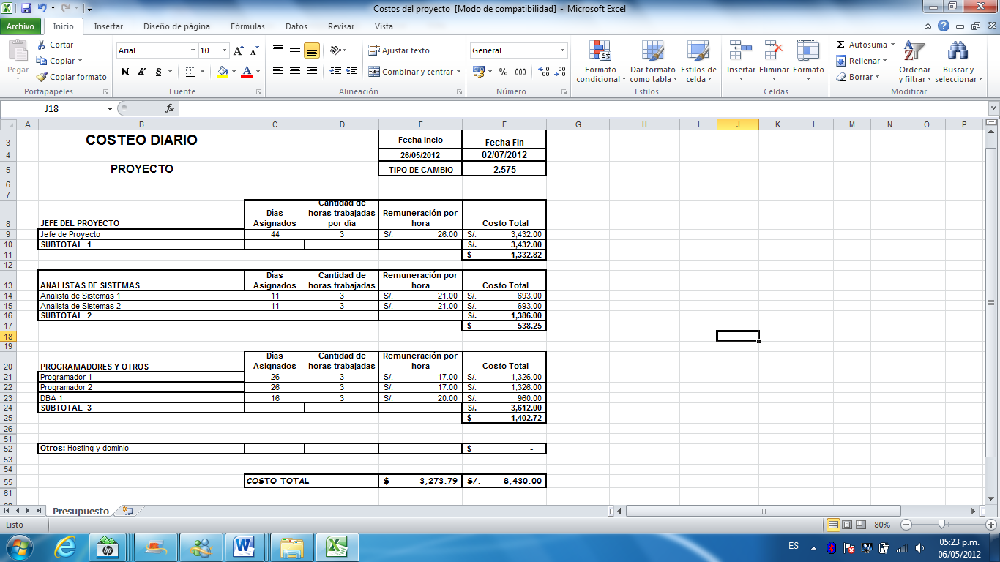 Costos del proyecto [Modo de compatibilidad] - Microsoft Excel
Archivo Inicio Insertar Diseño de página Fórmulas Datos Revisar Vista
Pegar
Cortar
Copiar
Copiar formato
Portapapeles
Arial 10
N K S
Fuente
Ajustar texto
Combinar y centrar
Alineación
General
% 000
Número
Formato condicional
Dar formato como tabla
Estilos de celda
Estilos
Insertar Eliminar Formato
Celdas
Autosuma
Rellenar
Borrar
Ordenar y filtrar
Buscar y seleccionar
Modificar
J18 fx
A B C D E F G H I J K L M N O P
3 COSTEO DIARIO Fecha Incio Fecha Fin
4 26/05/2012 02/07/2012
5 PROYECTO TIPO DE CAMBIO 2.575
6
7
8 JEFE DEL PROYECTO Días Asignados Cantidad de horas trabajadas por día Remuneración por hora Costo Total
9 Jefe de Proyecto 44 3 S/. 26.00 S/. 3,432.00
10 SUBTOTAL 1 S/. 3,432.00
11 $ 1,332.82
12
13 ANALISTAS DE SISTEMAS Días Asignados Cantidad de horas trabajadas Remuneración por hora Costo Total
14 Analista de Sistemas 1 11 3 S/. 21.00 S/. 693.00
15 Analista de Sistemas 2 11 3 S/. 21.00 S/. 693.00
16 SUBTOTAL 2 S/. 1,386.00
17 $ 538.25
18
19
20 PROGRAMADORES Y OTROS Días Asignados Cantidad de horas trabajadas Remuneración por hora Costo Total
21 Programador 1 26 3 S/. 17.00 S/. 1,326.00
22 Programador 2 26 3 S/. 17.00 S/. 1,326.00
23 DBA 1 16 3 S/. 20.00 S/. 960.00
24 SUBTOTAL 3 S/. 3,612.00
25 $ 1,402.72
26
51
52 Otros: Hosting y dominio $ -
53
54
55 COSTO TOTAL $ 3,273.79 S/. 8,430.00
61
Presupuesto
Listo 80%
ES 05:23 p.m.
06/05/2012